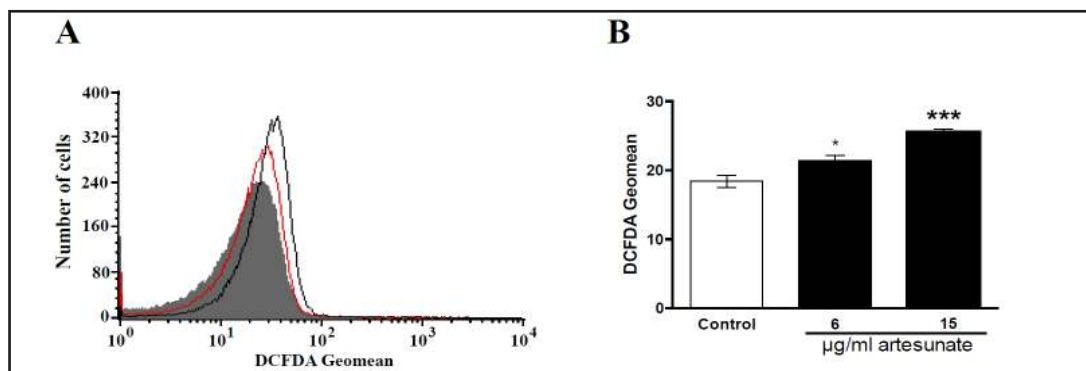 A
400
320
240
160
80
0
Number of cells
10^0 10^1 10^2 10^3 10^4
DCFDA Geomean
B
30
20
10
0
DCFDA Geomean
*
***
Control 6 15
µg/ml artesunate